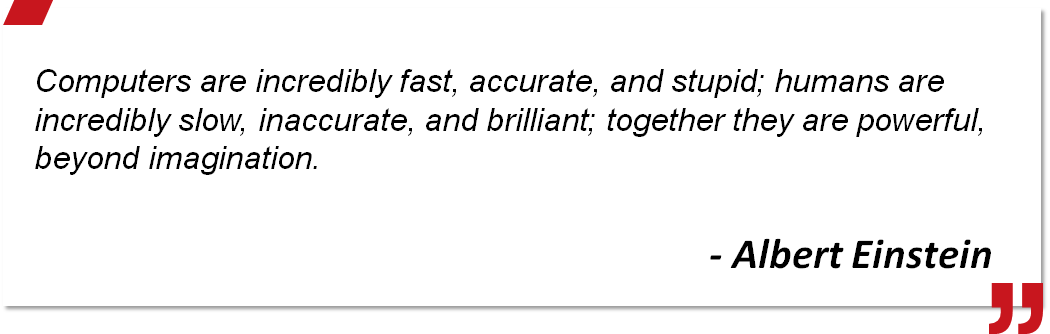 Computers are incredibly fast, accurate, and stupid; humans are
incredibly slow, inaccurate, and brilliant; together they are powerful,
beyond imagination.
- Albert Einstein